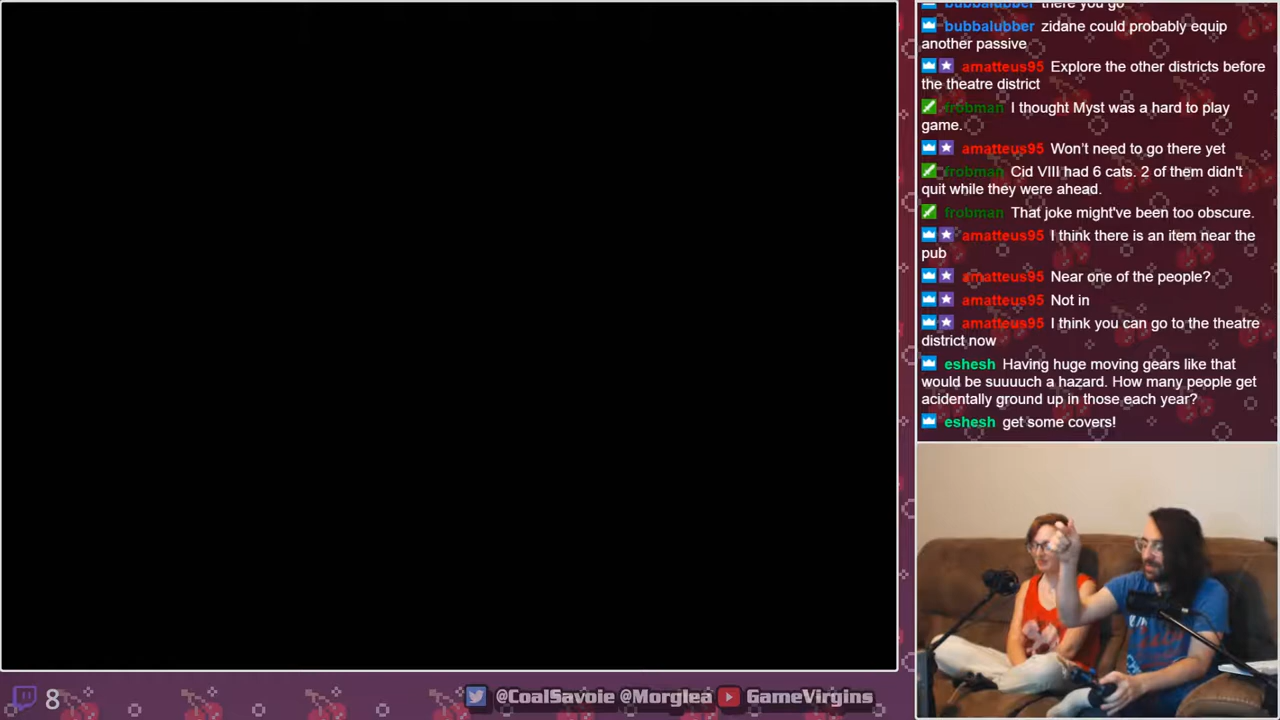 bubbalubber there you go
bubbalubber zidane could probably equip
another passive
amatteus95 Explore the other districts before
the theatre district
frobman I thought Myst was a hard to play
game.
amatteus95 Won't need to go there yet
frobman Cid VIII had 6 cats. 2 of them didn't
quit while they were ahead.
frobman That joke might've been too obscure.
amatteus95 I think there is an item near the
pub
amatteus95 Near one of the people?
amatteus95 Not in
amatteus95 I think you can go to the theatre
district now
eshesh Having huge moving gears like that
would be suuuuch a hazard. How many people get
acidentally ground up in those each year?
eshesh get some covers!
8
@CoalSavoie @Morglea GameVirgins